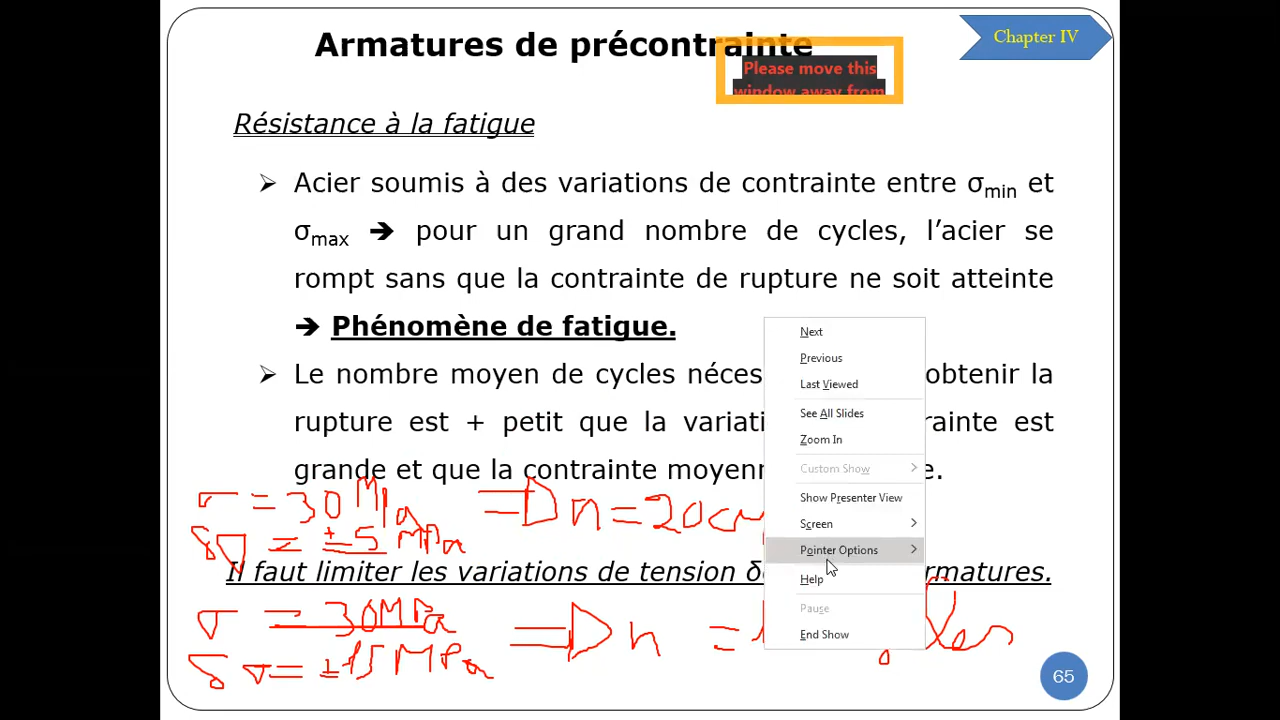 Armatures de précontrainte
Chapter IV
Please move this
window away from
Résistance à la fatigue
➢ Acier soumis à des variations de contrainte entre σmin et
σmax ➔ pour un grand nombre de cycles, l’acier se
rompt sans que la contrainte de rupture ne soit atteinte
➔ Phénomène de fatigue.
➢ Le nombre moyen de cycles obtenir la
rupture est + petit que la est
grande et que la contrainte
σ = 30 MPa ⇒ n = 20
δσ = ±5 MPa
Il faut limiter les variations de tension
σ = 30MPa ⇒ n =
δσ = ±15 MPa
Next
Previous
Last Viewed
See All Slides
Zoom In
Custom Show
Show Presenter View
Screen
Pointer Options
Help
Pause
End Show
65